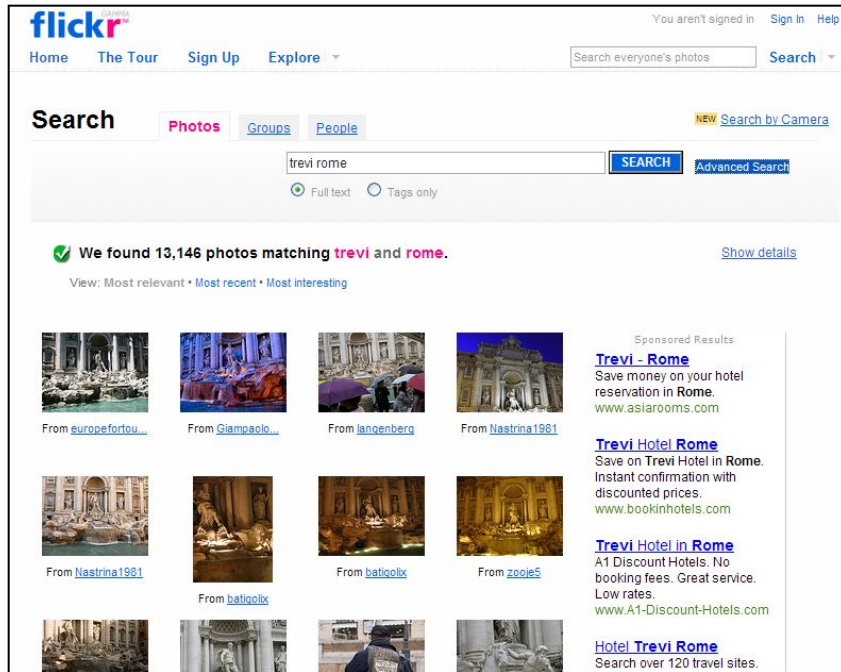 flickr GAMMA ™
You aren't signed in Sign In Help
Home The Tour Sign Up Explore
Search everyone's photos Search
Search Photos Groups People
NEW Search by Camera
trevi rome SEARCH Advanced Search
Full text Tags only
We found 13,146 photos matching trevi and rome. Show details
View: Most relevant • Most recent • Most interesting
From europefortou...
From Giampaolo...
From langenberg
From Nastrina1981
From Nastrina1981
From batigolix
From batigolix
From zooje5
Sponsored Results
Trevi - Rome
Save money on your hotel
reservation in Rome.
www.asiarooms.com
Trevi Hotel Rome
Save on Trevi Hotel in Rome.
Instant confirmation with
discounted prices.
www.bookinhotels.com
Trevi Hotel in Rome
A1 Discount Hotels. No
booking fees. Great service.
Low rates.
www.A1-Discount-Hotels.com
Hotel Trevi Rome
Search over 120 travel sites.